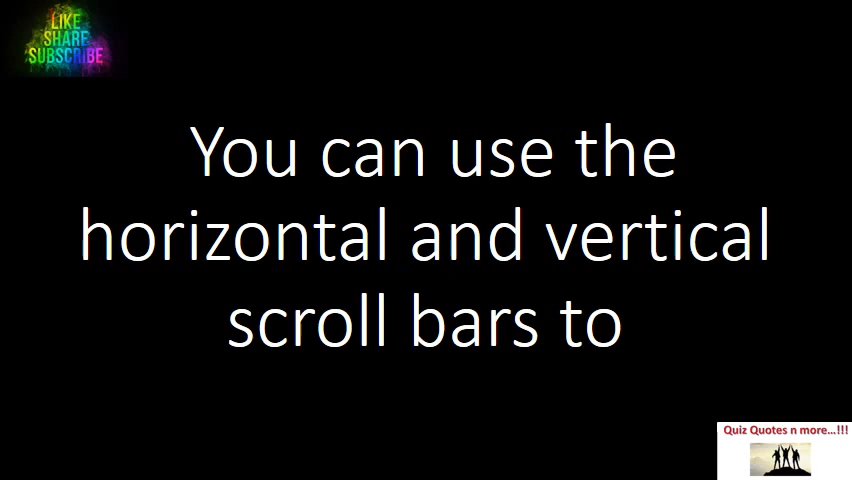 LIKE
SHARE
SUBSCRIBE
You can use the
horizontal and vertical
scroll bars to
Quiz Quotes n more...!!!